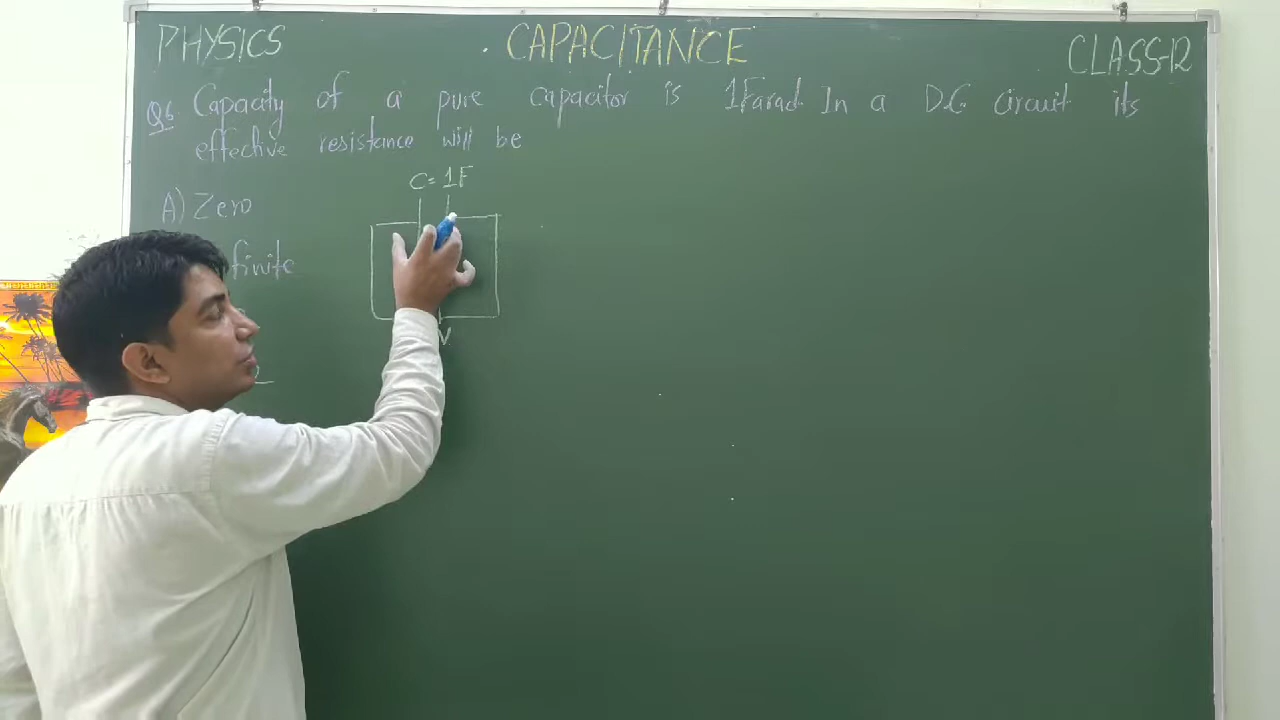 PHYSICS
CAPACITANCE
CLASS-12
Q6 Capacity of a pure capacitor is 1Farad. In a D.C circuit its
effective resistance will be
C = 1F
A) Zero
finite
V